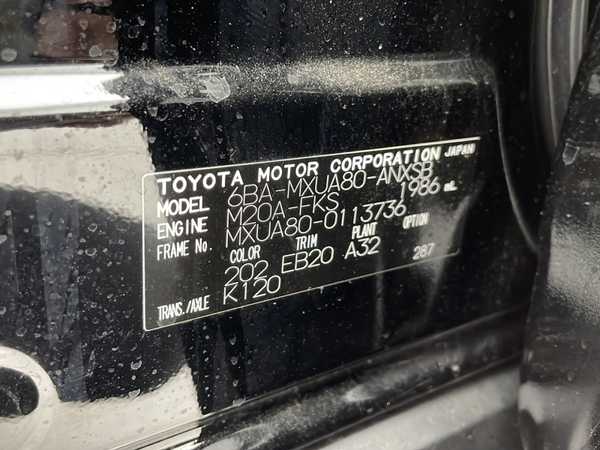 TOYOTA MOTOR CORPORATION JAPAN
MODEL 6BA-MXUA80-ANXSB
ENGINE M20A-FKS 1986 mL
FRAME No. MXUA80-0113736
COLOR TRIM PLANT OPTION
202 EB20 A32 287
TRANS./AXLE K120